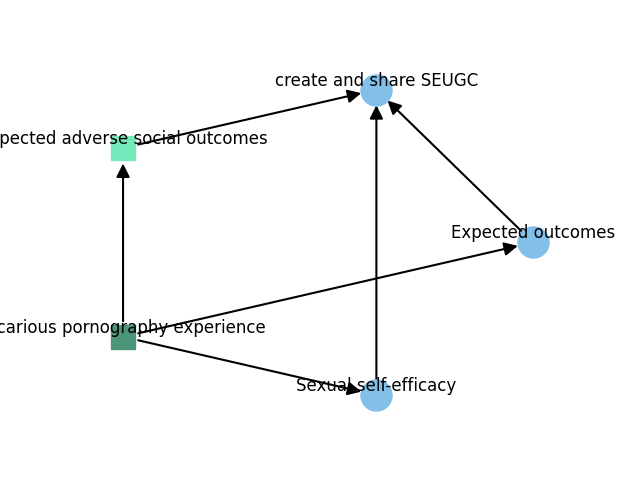 create and share SEUGC
pected adverse social outcomes
Expected outcomes
carious pornography experience
Sexual self-efficacy